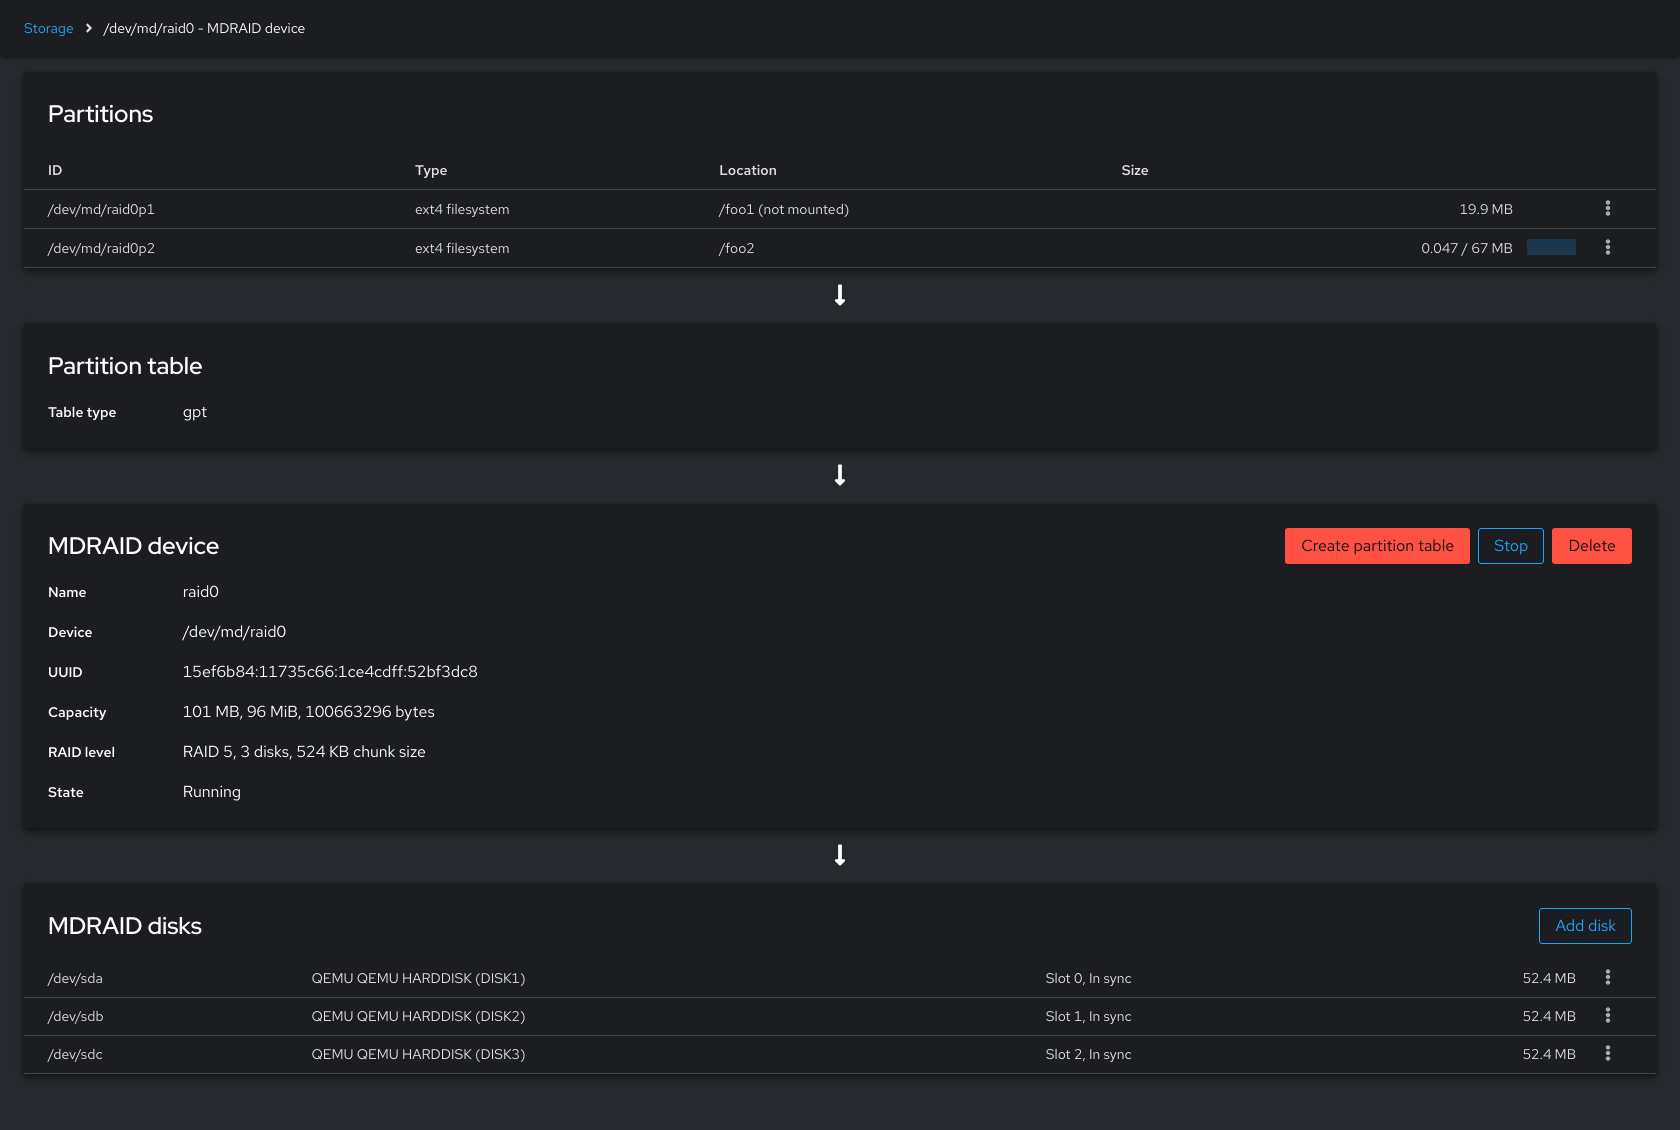 Storage > /dev/md/raid0 - MDRAID device
Partitions
ID Type Location Size
/dev/md/raid0p1 ext4 filesystem /foo1 (not mounted) 19.9 MB
/dev/md/raid0p2 ext4 filesystem /foo2 0.047 / 67 MB
Partition table
Table type gpt
MDRAID device Create partition table Stop Delete
Name raid0
Device /dev/md/raid0
UUID 15ef6b84:11735c66:1ce4cdff:52bf3dc8
Capacity 101 MB, 96 MiB, 100663296 bytes
RAID level RAID 5, 3 disks, 524 KB chunk size
State Running
MDRAID disks Add disk
/dev/sda QEMU QEMU HARDDISK (DISK1) Slot 0, In sync 52.4 MB
/dev/sdb QEMU QEMU HARDDISK (DISK2) Slot 1, In sync 52.4 MB
/dev/sdc QEMU QEMU HARDDISK (DISK3) Slot 2, In sync 52.4 MB